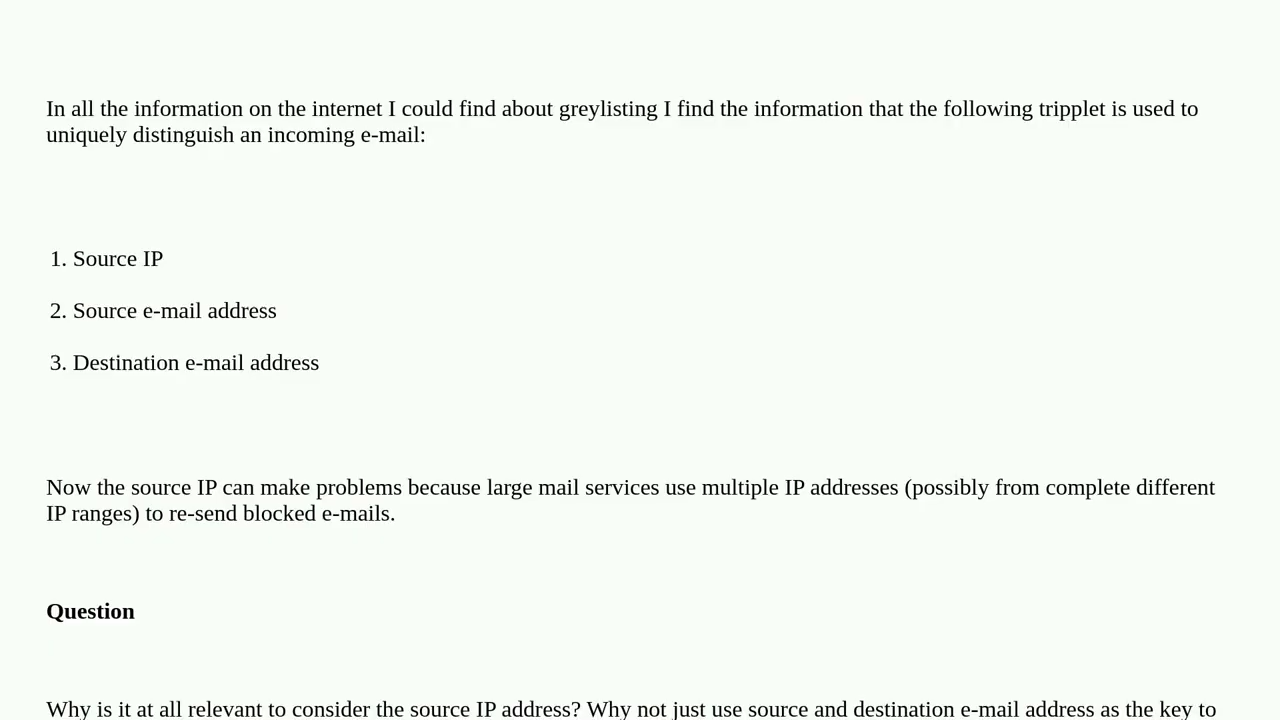 In all the information on the internet I could find about greylisting I find the information that the following tripplet is used to
uniquely distinguish an incoming e-mail:
1. Source IP
2. Source e-mail address
3. Destination e-mail address
Now the source IP can make problems because large mail services use multiple IP addresses (possibly from complete different
IP ranges) to re-send blocked e-mails.
Question
Why is it at all relevant to consider the source IP address? Why not just use source and destination e-mail address as the key to